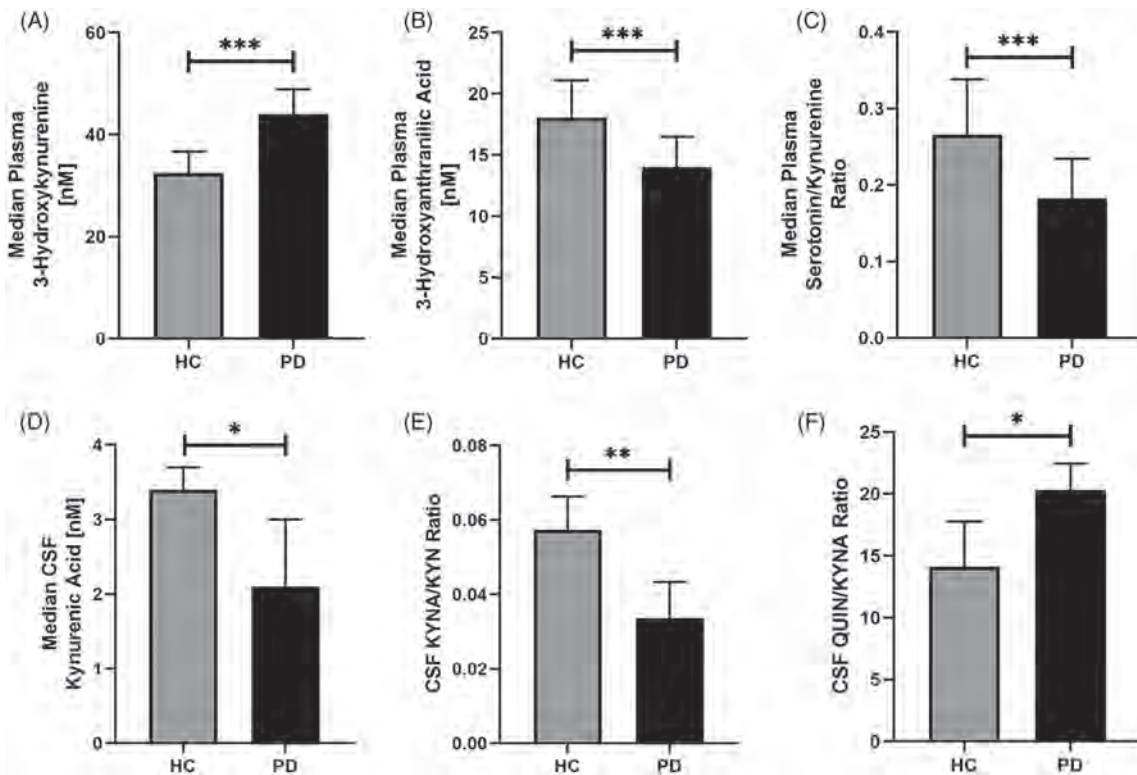 (A)
Median Plasma
3-Hydroxykynurenine
[nM]
60
40
20
0
***
HC
PD
(B)
Median Plasma
3-Hydroxyanthranilic Acid
[nM]
25
20
15
10
5
0
***
HC
PD
(C)
Median Plasma
Serotonin/Kynurenine
Ratio
0.4
0.3
0.2
0.1
0.0
***
HC
PD
(D)
Median CSF
Kynurenic Acid [nM]
4
3
2
1
0
*
HC
PD
(E)
CSF KYNA/KYN Ratio
0.08
0.06
0.04
0.02
0.00
**
HC
PD
(F)
CSF QUIN/KYNA Ratio
25
20
15
10
5
0
*
HC
PD